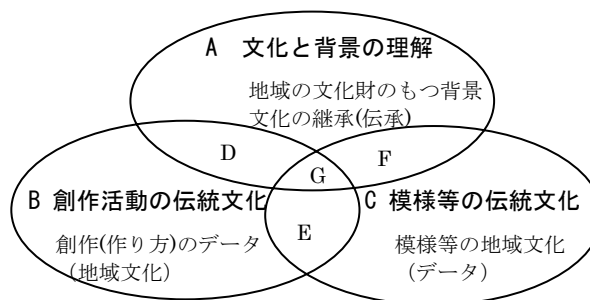 A 文化と背景の理解
地域の文化財のもつ背景
文化の継承(伝承)
D
F
G
B 創作活動の伝統文化
C 模様等の伝統文化
E
創作(作り方)のデータ
（地域文化）
模様等の地域文化
（データ）